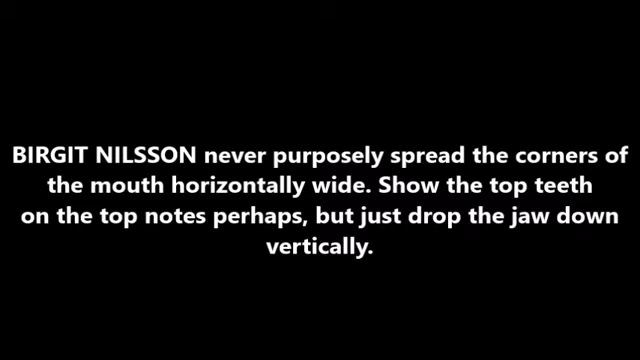 BIRGIT NILSSON never purposely spread the corners of
the mouth horizontally wide. Show the top teeth
on the top notes perhaps, but just drop the jaw down
vertically.